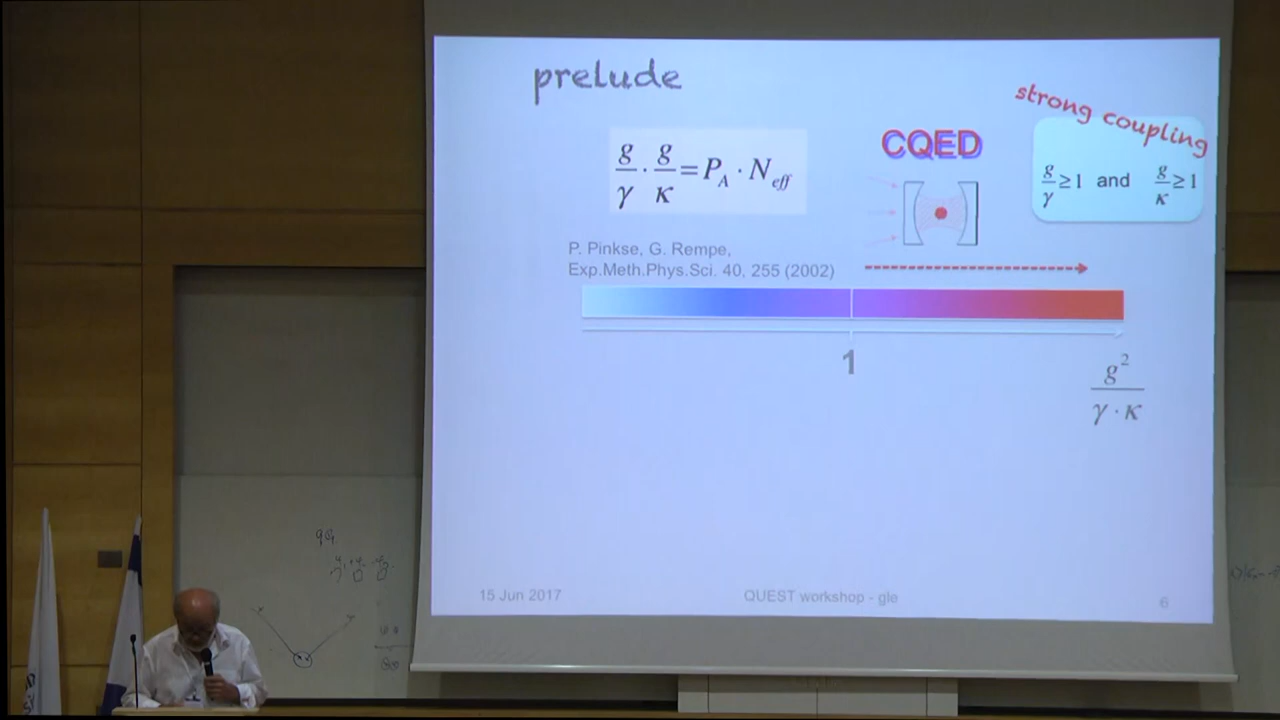 prelude
strong coupling
g/γ · g/κ = P_A · N_eff
CQED
g/γ ≥ 1 and g/κ ≥ 1
P. Pinkse, G. Rempe,
Exp.Meth.Phys.Sci. 40, 255 (2002)
1
g²/γ · κ
15 Jun 2017
QUEST workshop - gle
6